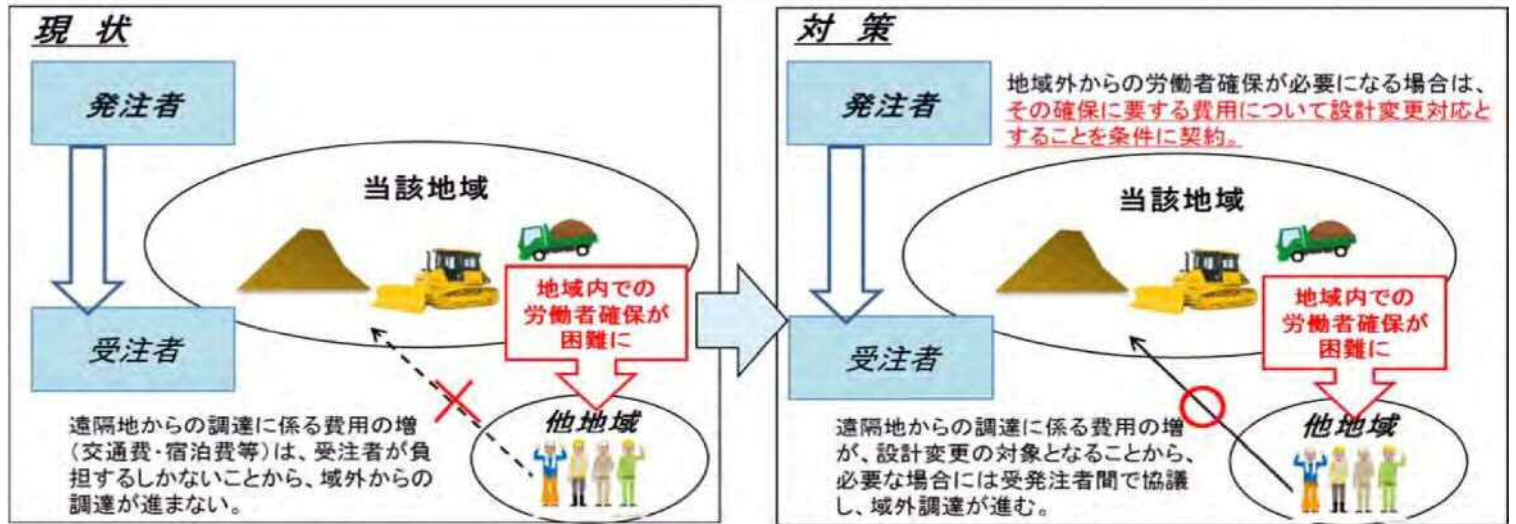 現 状
発注者
当該地域
地域内での
労働者確保が
困難に
受注者
他地域
遠隔地からの調達に係る費用の増
(交通費・宿泊費等)は、受注者が負
担するしかないことから、域外からの
調達が進まない。
対 策
発注者
地域外からの労働者確保が必要になる場合は、
その確保に要する費用について設計変更対応と
することを条件に契約。
当該地域
地域内での
労働者確保が
困難に
受注者
他地域
遠隔地からの調達に係る費用の増
が、設計変更の対象となることから、
必要な場合には受発注者間で協議
し、域外調達が進む。